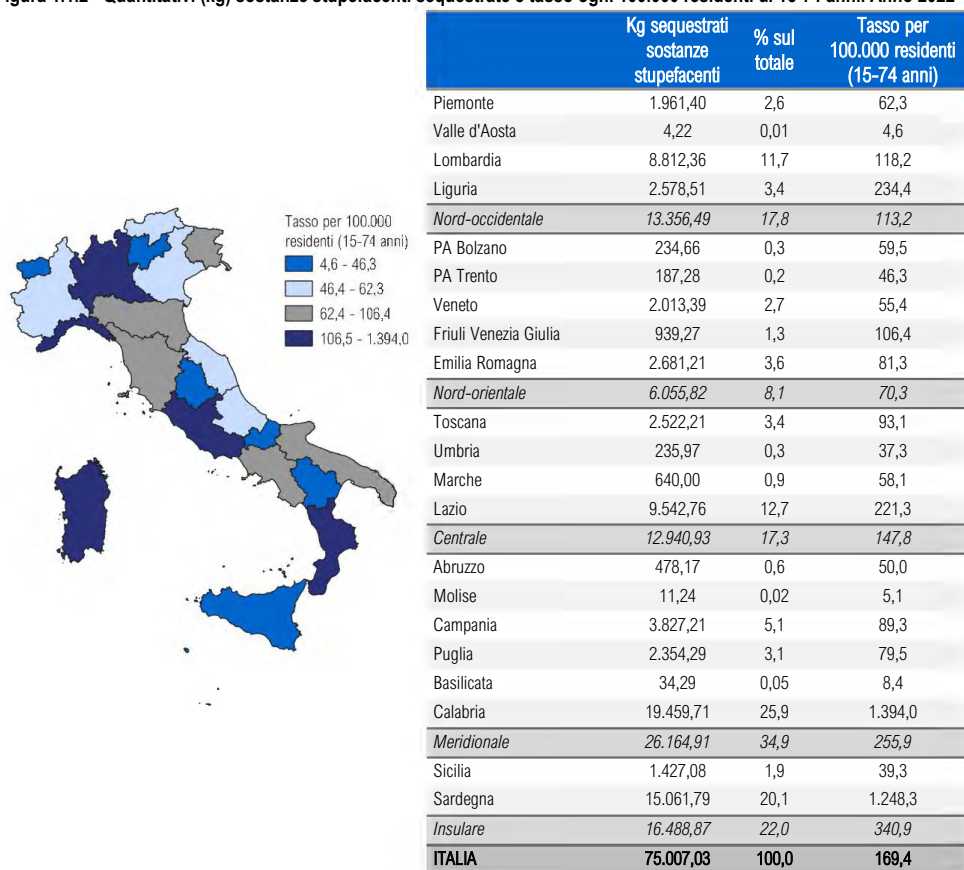 Kg sequestrati sostanze stupefacenti | % sul totale | Tasso per 100.000 residenti (15-74 anni)
Piemonte 1.961,40 2,6 62,3
Valle d'Aosta 4,22 0,01 4,6
Lombardia 8.812,36 11,7 118,2
Liguria 2.578,51 3,4 234,4
Nord-occidentale 13.356,49 17,8 113,2
PA Bolzano 234,66 0,3 59,5
PA Trento 187,28 0,2 46,3
Veneto 2.013,39 2,7 55,4
Friuli Venezia Giulia 939,27 1,3 106,4
Emilia Romagna 2.681,21 3,6 81,3
Nord-orientale 6.055,82 8,1 70,3
Toscana 2.522,21 3,4 93,1
Umbria 235,97 0,3 37,3
Marche 640,00 0,9 58,1
Lazio 9.542,76 12,7 221,3
Centrale 12.940,93 17,3 147,8
Abruzzo 478,17 0,6 50,0
Molise 11,24 0,02 5,1
Campania 3.827,21 5,1 89,3
Puglia 2.354,29 3,1 79,5
Basilicata 34,29 0,05 8,4
Calabria 19.459,71 25,9 1.394,0
Meridionale 26.164,91 34,9 255,9
Sicilia 1.427,08 1,9 39,3
Sardegna 15.061,79 20,1 1.248,3
Insulare 16.488,87 22,0 340,9
ITALIA 75.007,03 100,0 169,4
Tasso per 100.000
residenti (15-74 anni)
4,6 - 46,3
46,4 - 62,3
62,4 - 106,4
106,5 - 1.394,0